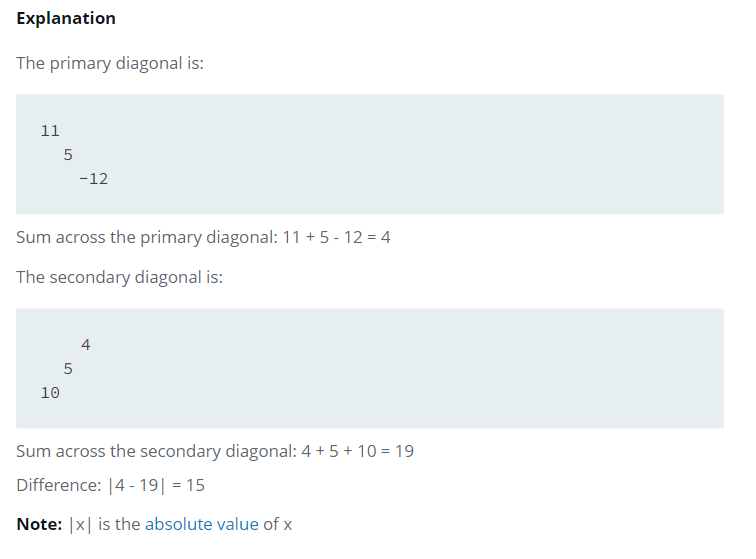 Explanation
The primary diagonal is:
11
5
-12
Sum across the primary diagonal: 11 + 5 - 12 = 4
The secondary diagonal is:
4
5
10
Sum across the secondary diagonal: 4 + 5 + 10 = 19
Difference: |4 - 19| = 15
Note: |x| is the absolute value of x